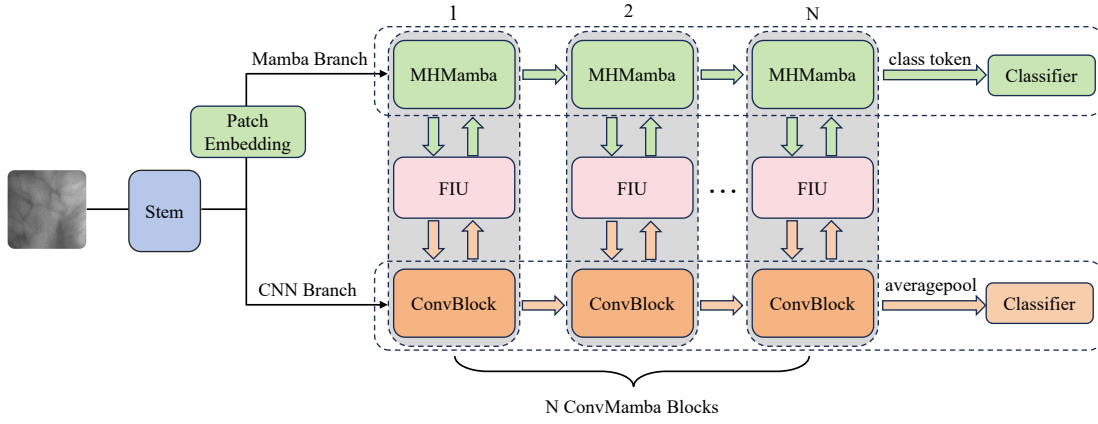 1
2
N
Mamba Branch
MHMamba
MHMamba
MHMamba
class token
Classifier
Patch
Embedding
Stem
FIU
FIU
...
FIU
CNN Branch
ConvBlock
ConvBlock
ConvBlock
averagepool
Classifier
N ConvMamba Blocks